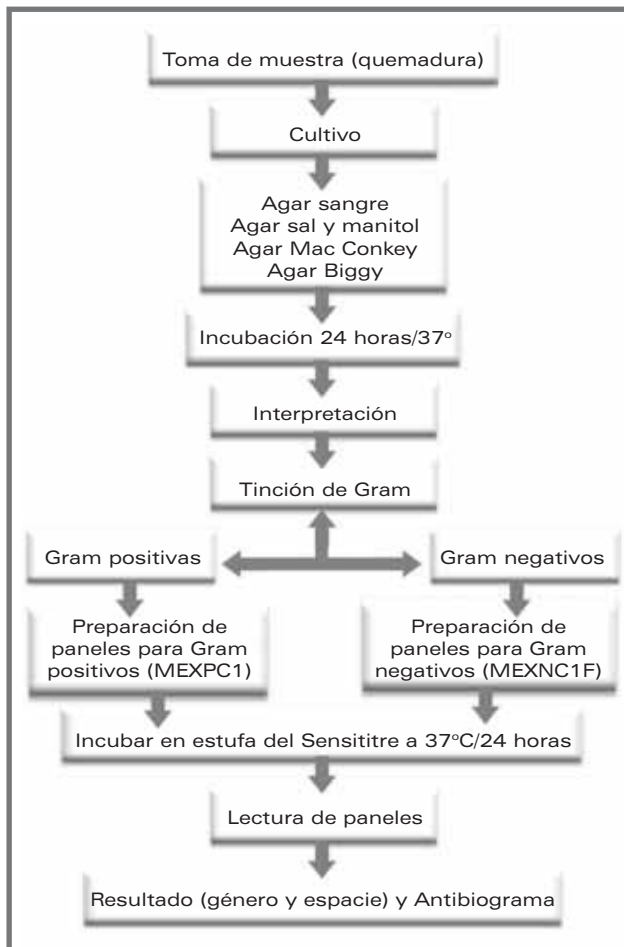 Toma de muestra (quemadura)
Cultivo
Agar sangre
Agar sal y manitol
Agar Mac Conkey
Agar Biggy
Incubación 24 horas/37º
Interpretación
Tinción de Gram
Gram positivas
Gram negativos
Preparación de
paneles para Gram
positivos (MEXPC1)
Preparación de
paneles para Gram
negativos (MEXNC1F)
Incubar en estufa del Sensititre a 37ºC/24 horas
Lectura de paneles
Resultado (género y espacie) y Antibiograma